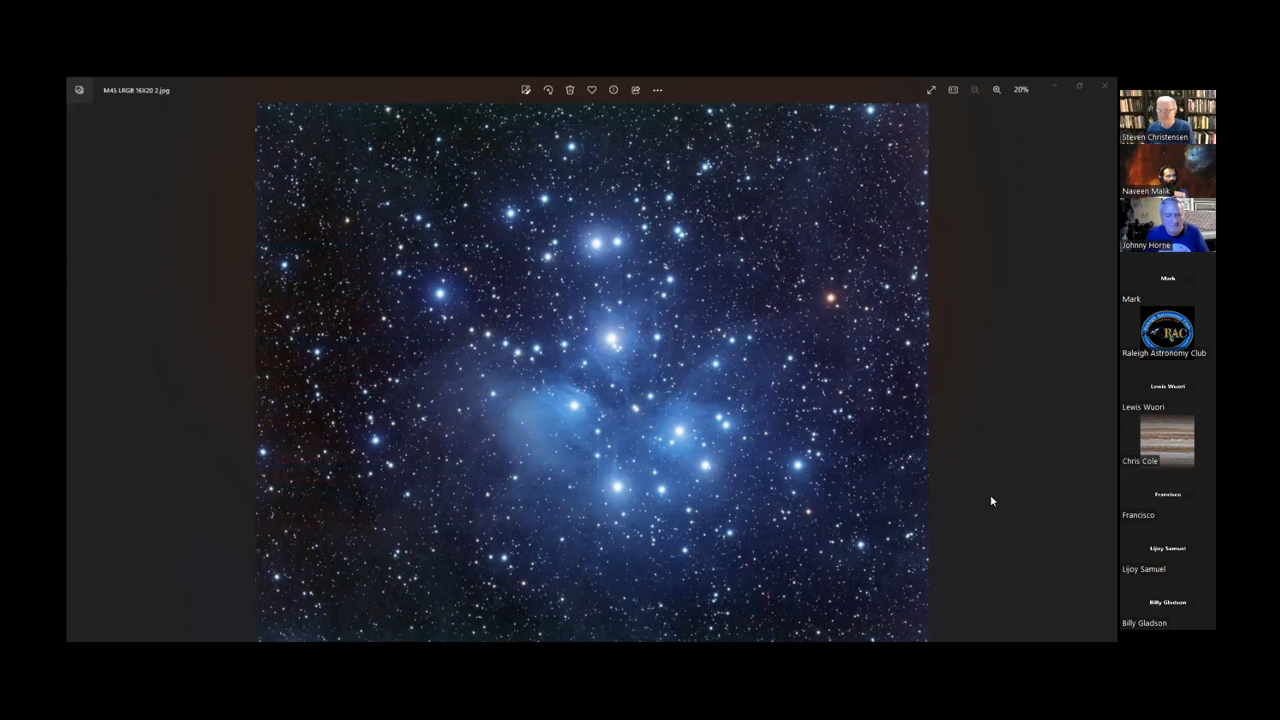 M45 LRGB 16X20 2.jpg
20%
Steven Christensen
Naveen Malik
Johnny Horne
Mark
Mark
RAC
Raleigh Astronomy Club
Lewis Wuori
Lewis Wuori
Chris Cole
Francisco
Francisco
Lijoy Samuel
Lijoy Samuel
Billy Gladson
Billy Gladson